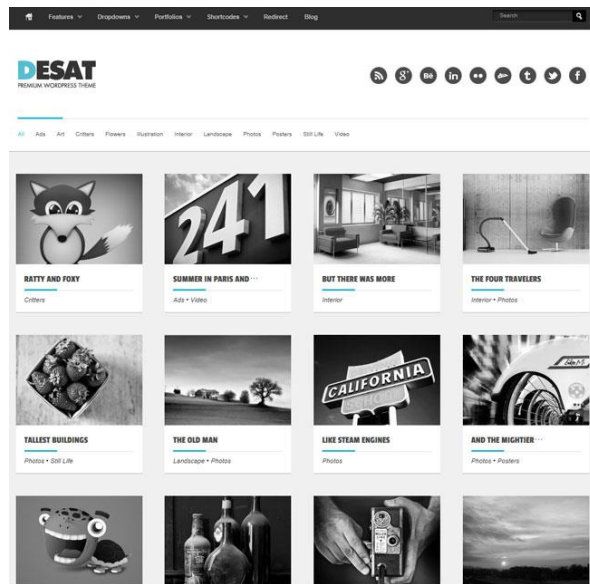 Features Dropdowns Portfolios Shortcodes Redirect Blog Search
DESAT
PREMIUM WORDPRESS THEME
g+ Bē in t f
All Ads Art Critters Flowers Illustration Interior Landscape Photos Posters Still Life Video
241
RATTY AND FOXY SUMMER IN PARIS AND ··· BUT THERE WAS MORE THE FOUR TRAVELERS
Critters Ads • Video Interior Interior • Photos
CALIFORNIA
TALLEST BUILDINGS THE OLD MAN LIKE STEAM ENGINES AND THE MIGHTIER ···
Photos • Still Life Landscape • Photos Photos Photos • Posters